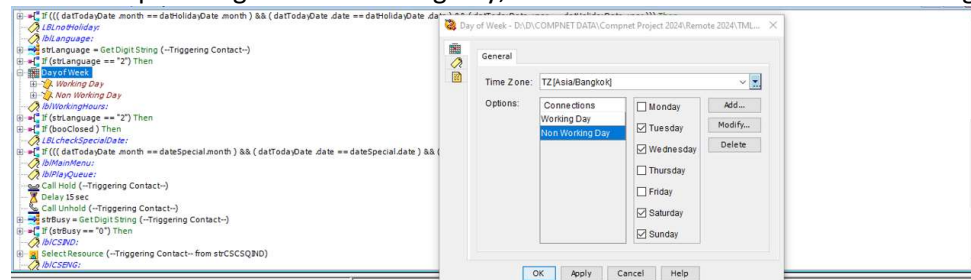 If ((( datTodayDate .month == datHolidayDate .month ) && ( datTodayDate .date == datHolidayDate .date )
LBLnotHoliday:
lblLanguage:
strLanguage = Get Digit String (--Triggering Contact--)
If (strLanguage == "2") Then
Day of Week
Working Day
Non Working Day
lblWorkingHours:
If (strLanguage == "2") Then
If (booClosed ) Then
LBLcheckSpecialDate:
If ((( datTodayDate .month == dateSpecial.month ) && ( datTodayDate .date == dateSpecial.date ) && (
lblMainMenu:
lblPlayQueue:
Call Hold (--Triggering Contact--)
Delay 15 sec
Call Unhold (--Triggering Contact--)
strBusy = Get Digit String (--Triggering Contact--)
If (strBusy == "0") Then
lblCSIND:
Select Resource (--Triggering Contact-- from strCSCSQIND)
lblCSENG:
Day of Week - D:\D\COMPNET DATA\Compnet Project 2024\Remote 2024\TML...
General
Time Zone: TZ[Asia/Bangkok]
Options:
Connections
Working Day
Non Working Day
Monday
Tuesday
Wednesday
Thursday
Friday
Saturday
Sunday
Add...
Modify...
Delete
OK Apply Cancel Help